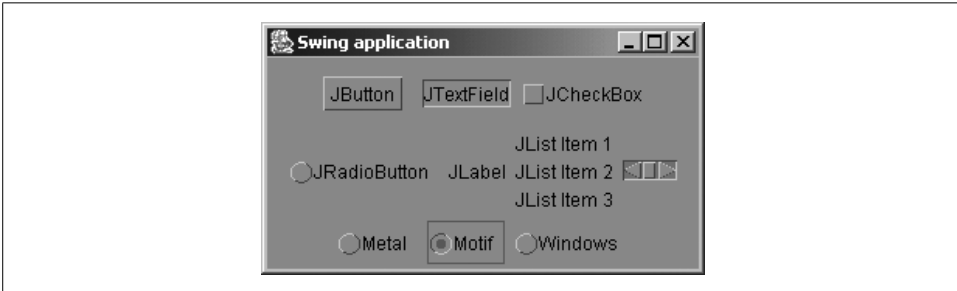 Swing application
JButton JTextField JCheckBox
JList Item 1
JRadioButton JLabel JList Item 2
JList Item 3
Metal Motif Windows